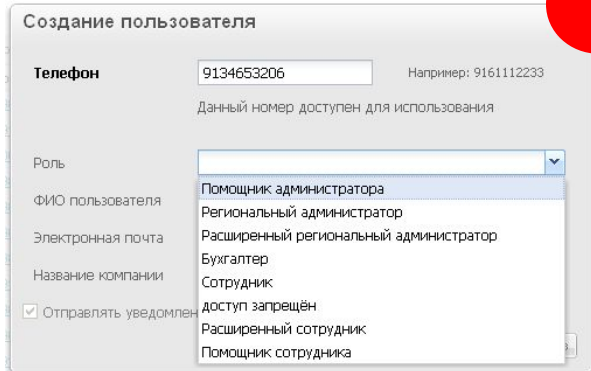 Создание пользователя
Телефон
9134653206
Например: 9161112233
Данный номер доступен для использования
Роль
Помощник администратора
ФИО пользователя
Региональный администратор
Расширенный региональный администратор
Электронная почта
Бухгалтер
Название компании
Сотрудник
доступ запрещён
Отправлять уведомлен
Расширенный сотрудник
Помощник сотрудника